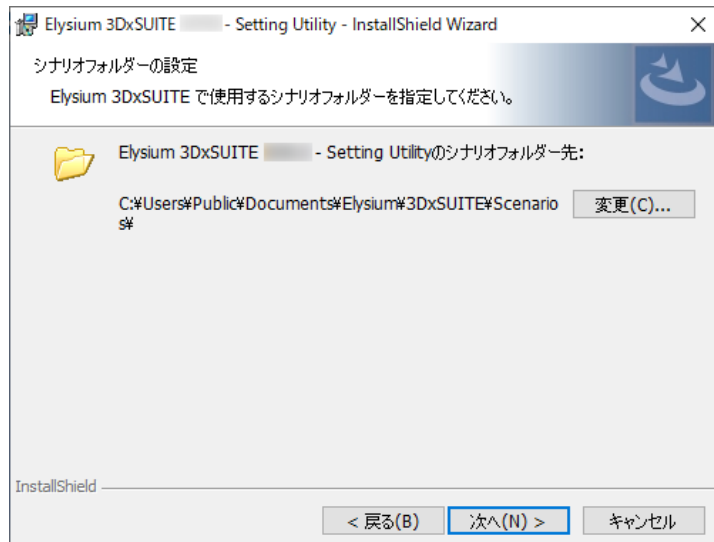 Elysium 3DxSUITE - Setting Utility - InstallShield Wizard
シナリオフォルダーの設定
Elysium 3DxSUITE で使用するシナリオフォルダーを指定してください。
Elysium 3DxSUITE - Setting Utilityのシナリオフォルダー先:
C:¥Users¥Public¥Documents¥Elysium¥3DxSUITE¥Scenario
s¥
変更(C)...
InstallShield
< 戻る(B)
次へ(N) >
キャンセル